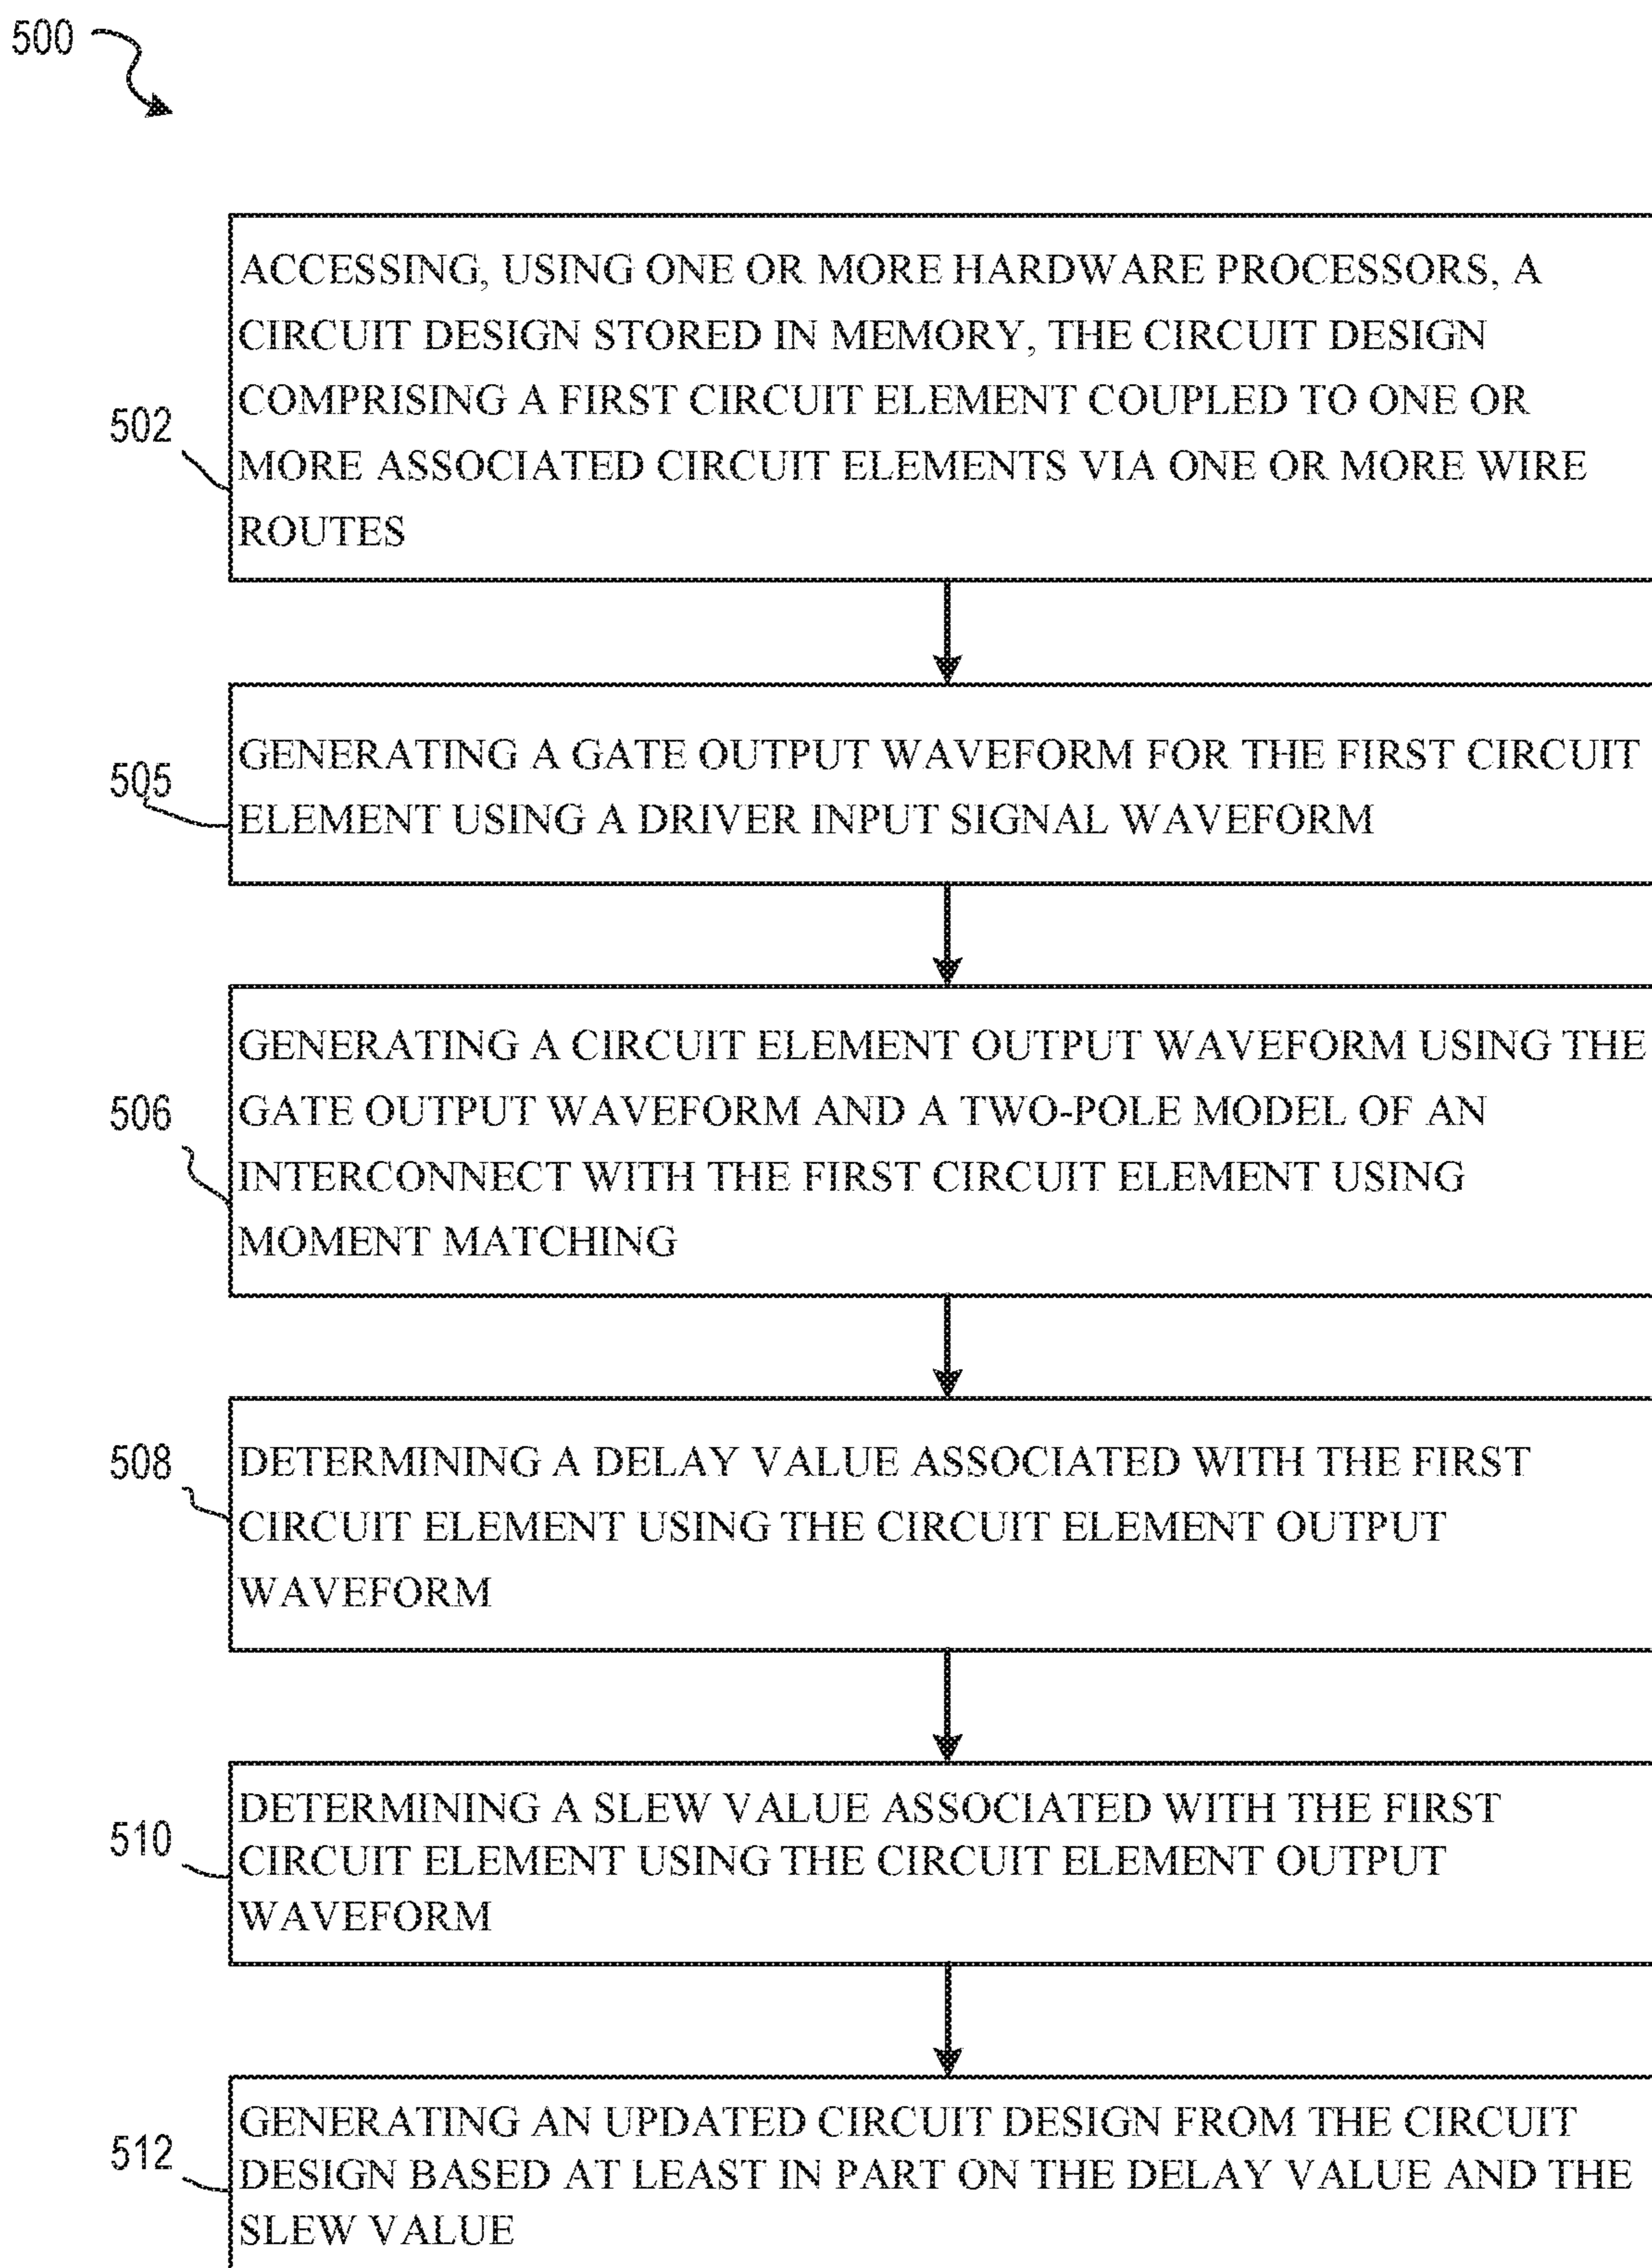 500
ACCESSING, USING ONE OR MORE HARDWARE PROCESSORS, A
CIRCUIT DESIGN STORED IN MEMORY, THE CIRCUIT DESIGN
COMPRISING A FIRST CIRCUIT ELEMENT COUPLED TO ONE OR
502
MORE ASSOCIATED CIRCUIT ELEMENTS VIA ONE OR MORE WIRE
ROUTES
GENERATING A GATE OUTPUT WAVEFORM FOR THE FIRST CIRCUIT
505
ELEMENT USING A DRIVER INPUT SIGNAL WAVEFORM
GENERATING A CIRCUIT ELEMENT OUTPUT WAVEFORM USING THE
506
GATE OUTPUT WAVEFORM AND A TWO-POLE MODEL OF AN
INTERCONNECT WITH THE FIRST CIRCUIT ELEMENT USING
MOMENT MATCHING
508
DETERMINING A DELAY VALUE ASSOCIATED WITH THE FIRST
CIRCUIT ELEMENT USING THE CIRCUIT ELEMENT OUTPUT
WAVEFORM
DETERMINING A SLEW VALUE ASSOCIATED WITH THE FIRST
510
CIRCUIT ELEMENT USING THE CIRCUIT ELEMENT OUTPUT
WAVEFORM
GENERATING AN UPDATED CIRCUIT DESIGN FROM THE CIRCUIT
512
DESIGN BASED AT LEAST IN PART ON THE DELAY VALUE AND THE
SLEW VALUE